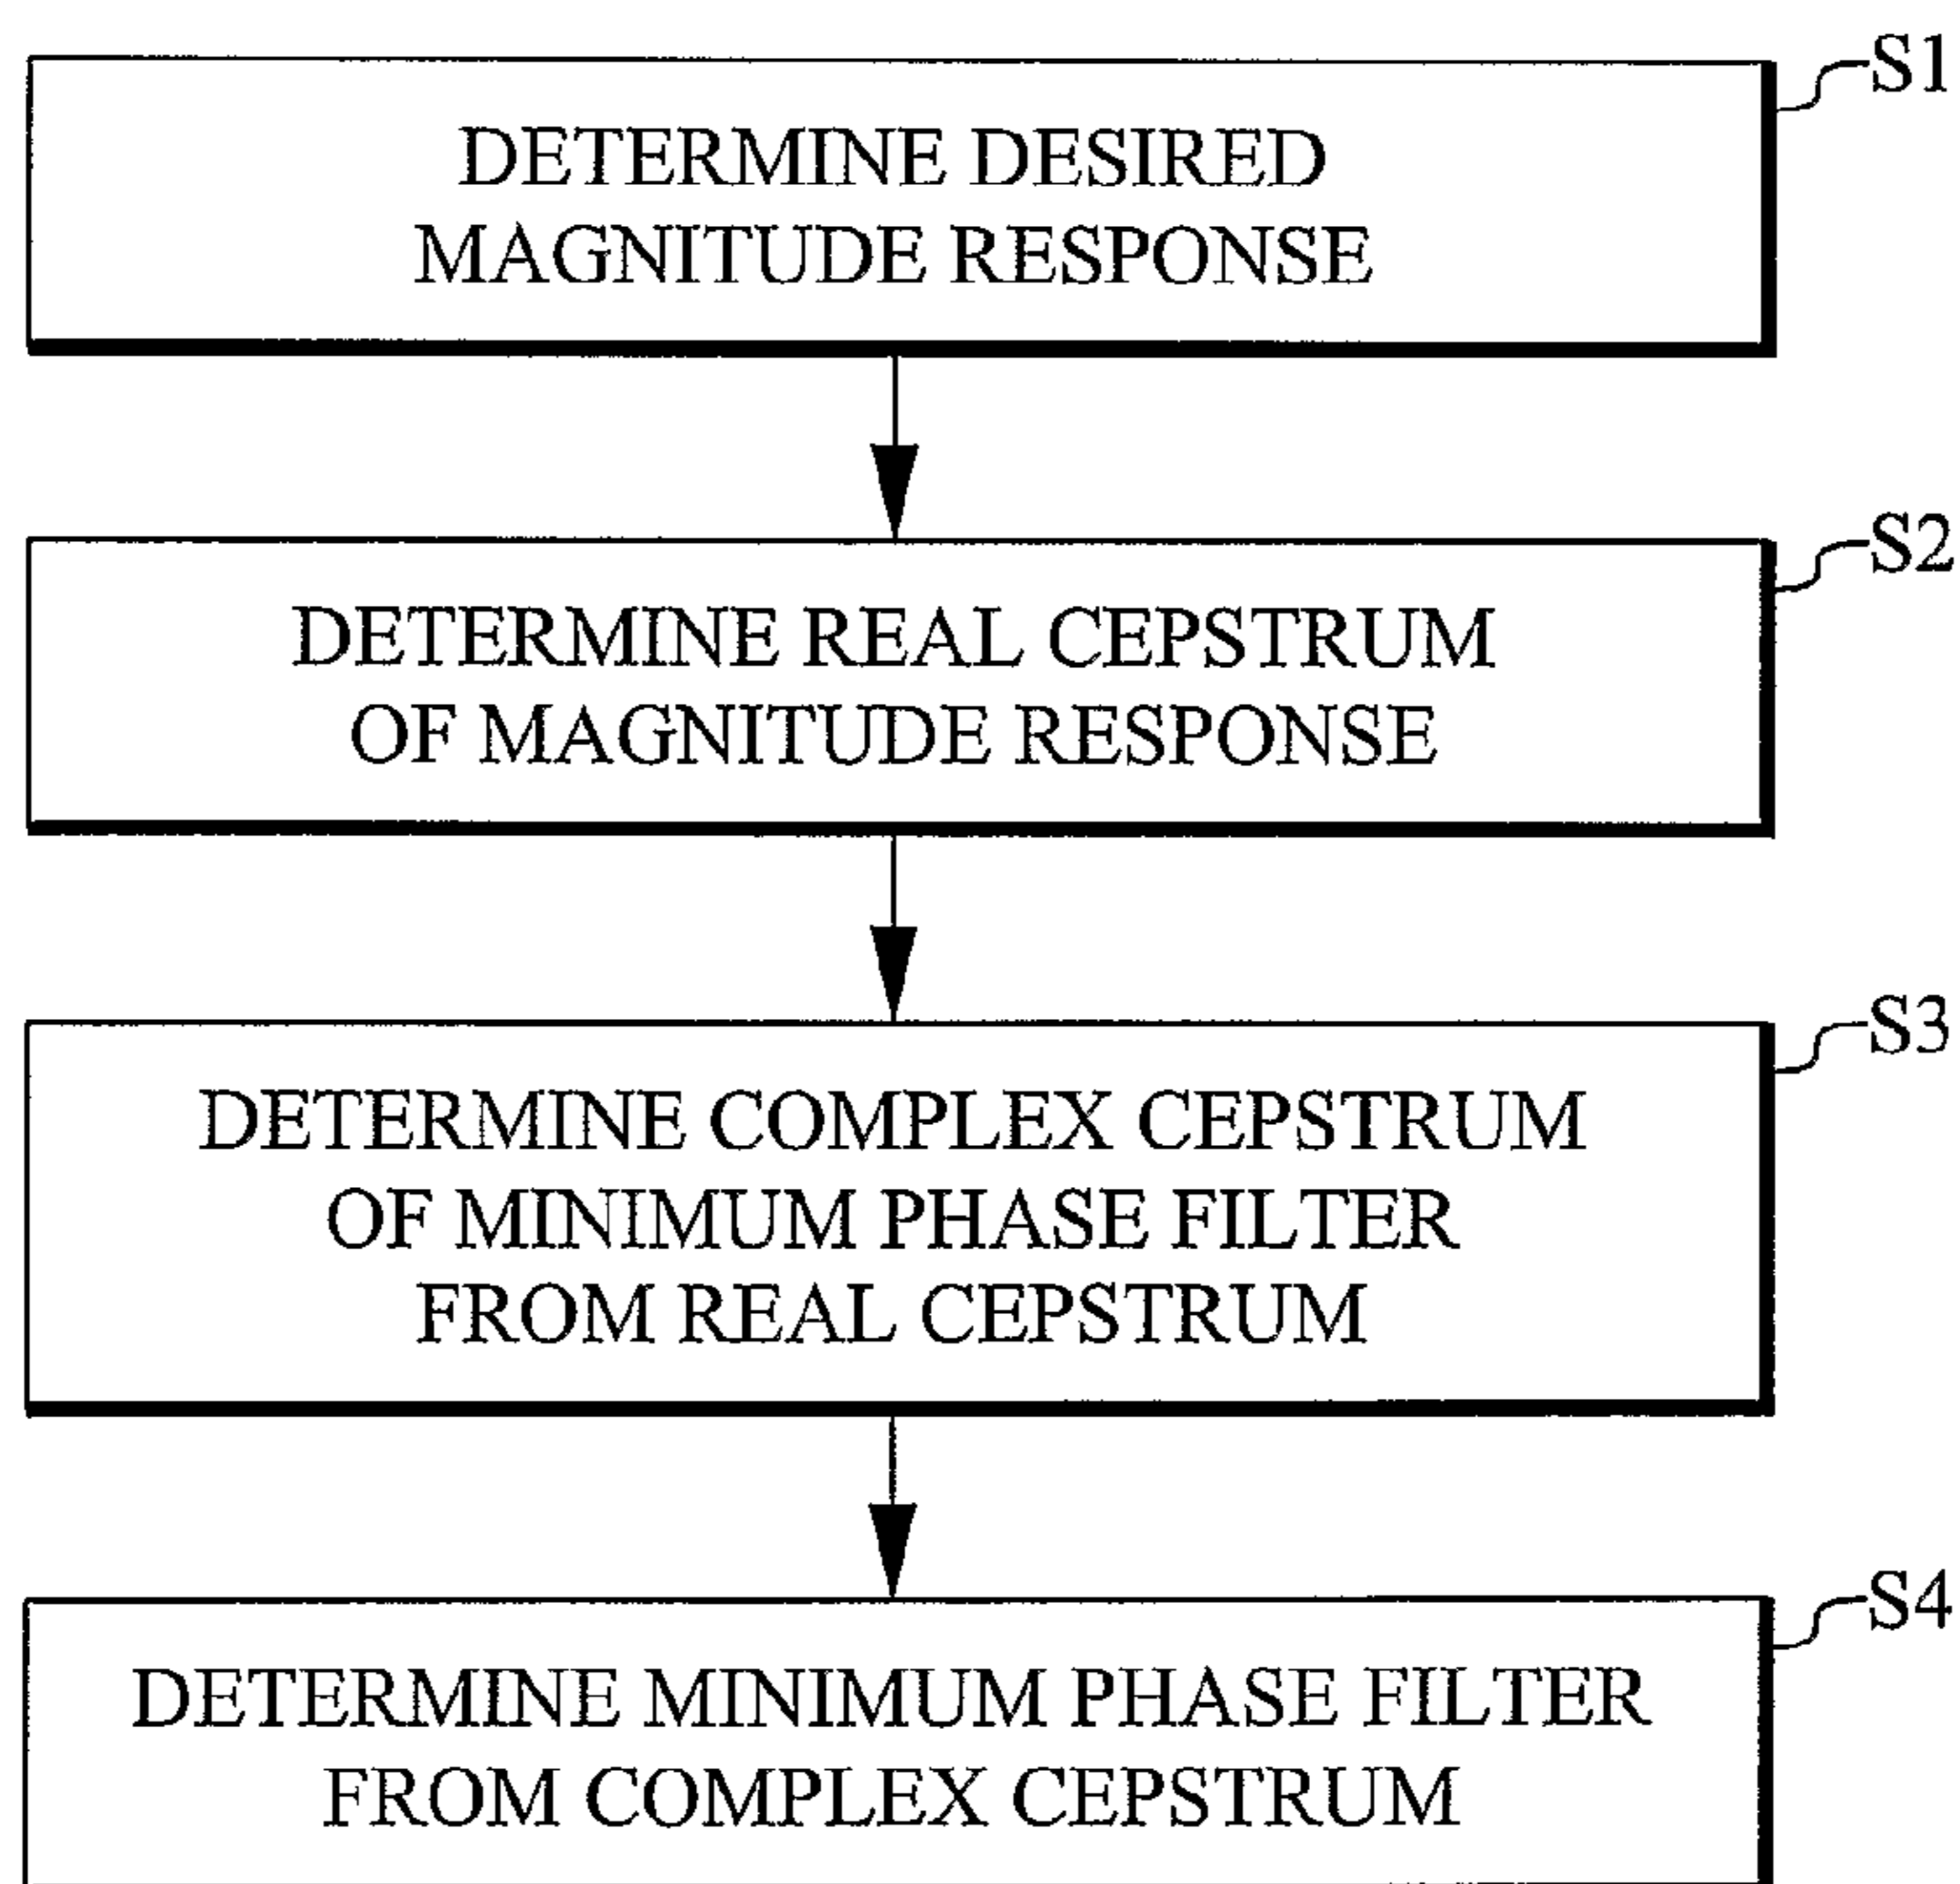 S1
DETERMINE DESIRED
MAGNITUDE RESPONSE
S2
DETERMINE REAL CEPSTRUM
OF MAGNITUDE RESPONSE
S3
DETERMINE COMPLEX CEPSTRUM
OF MINIMUM PHASE FILTER
FROM REAL CEPSTRUM
S4
DETERMINE MINIMUM PHASE FILTER
FROM COMPLEX CEPSTRUM